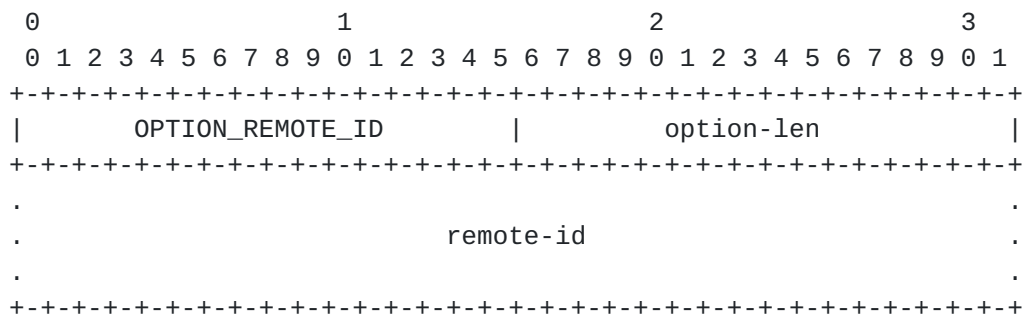 0                   1                   2                   3
 0 1 2 3 4 5 6 7 8 9 0 1 2 3 4 5 6 7 8 9 0 1 2 3 4 5 6 7 8 9 0 1
+-+-+-+-+-+-+-+-+-+-+-+-+-+-+-+-+-+-+-+-+-+-+-+-+-+-+-+-+-+-+-+-+
|       OPTION_REMOTE_ID        |         option-len            |
+-+-+-+-+-+-+-+-+-+-+-+-+-+-+-+-+-+-+-+-+-+-+-+-+-+-+-+-+-+-+-+-+
.                                                               .
.                           remote-id                           .
.                                                               .
+-+-+-+-+-+-+-+-+-+-+-+-+-+-+-+-+-+-+-+-+-+-+-+-+-+-+-+-+-+-+-+-+